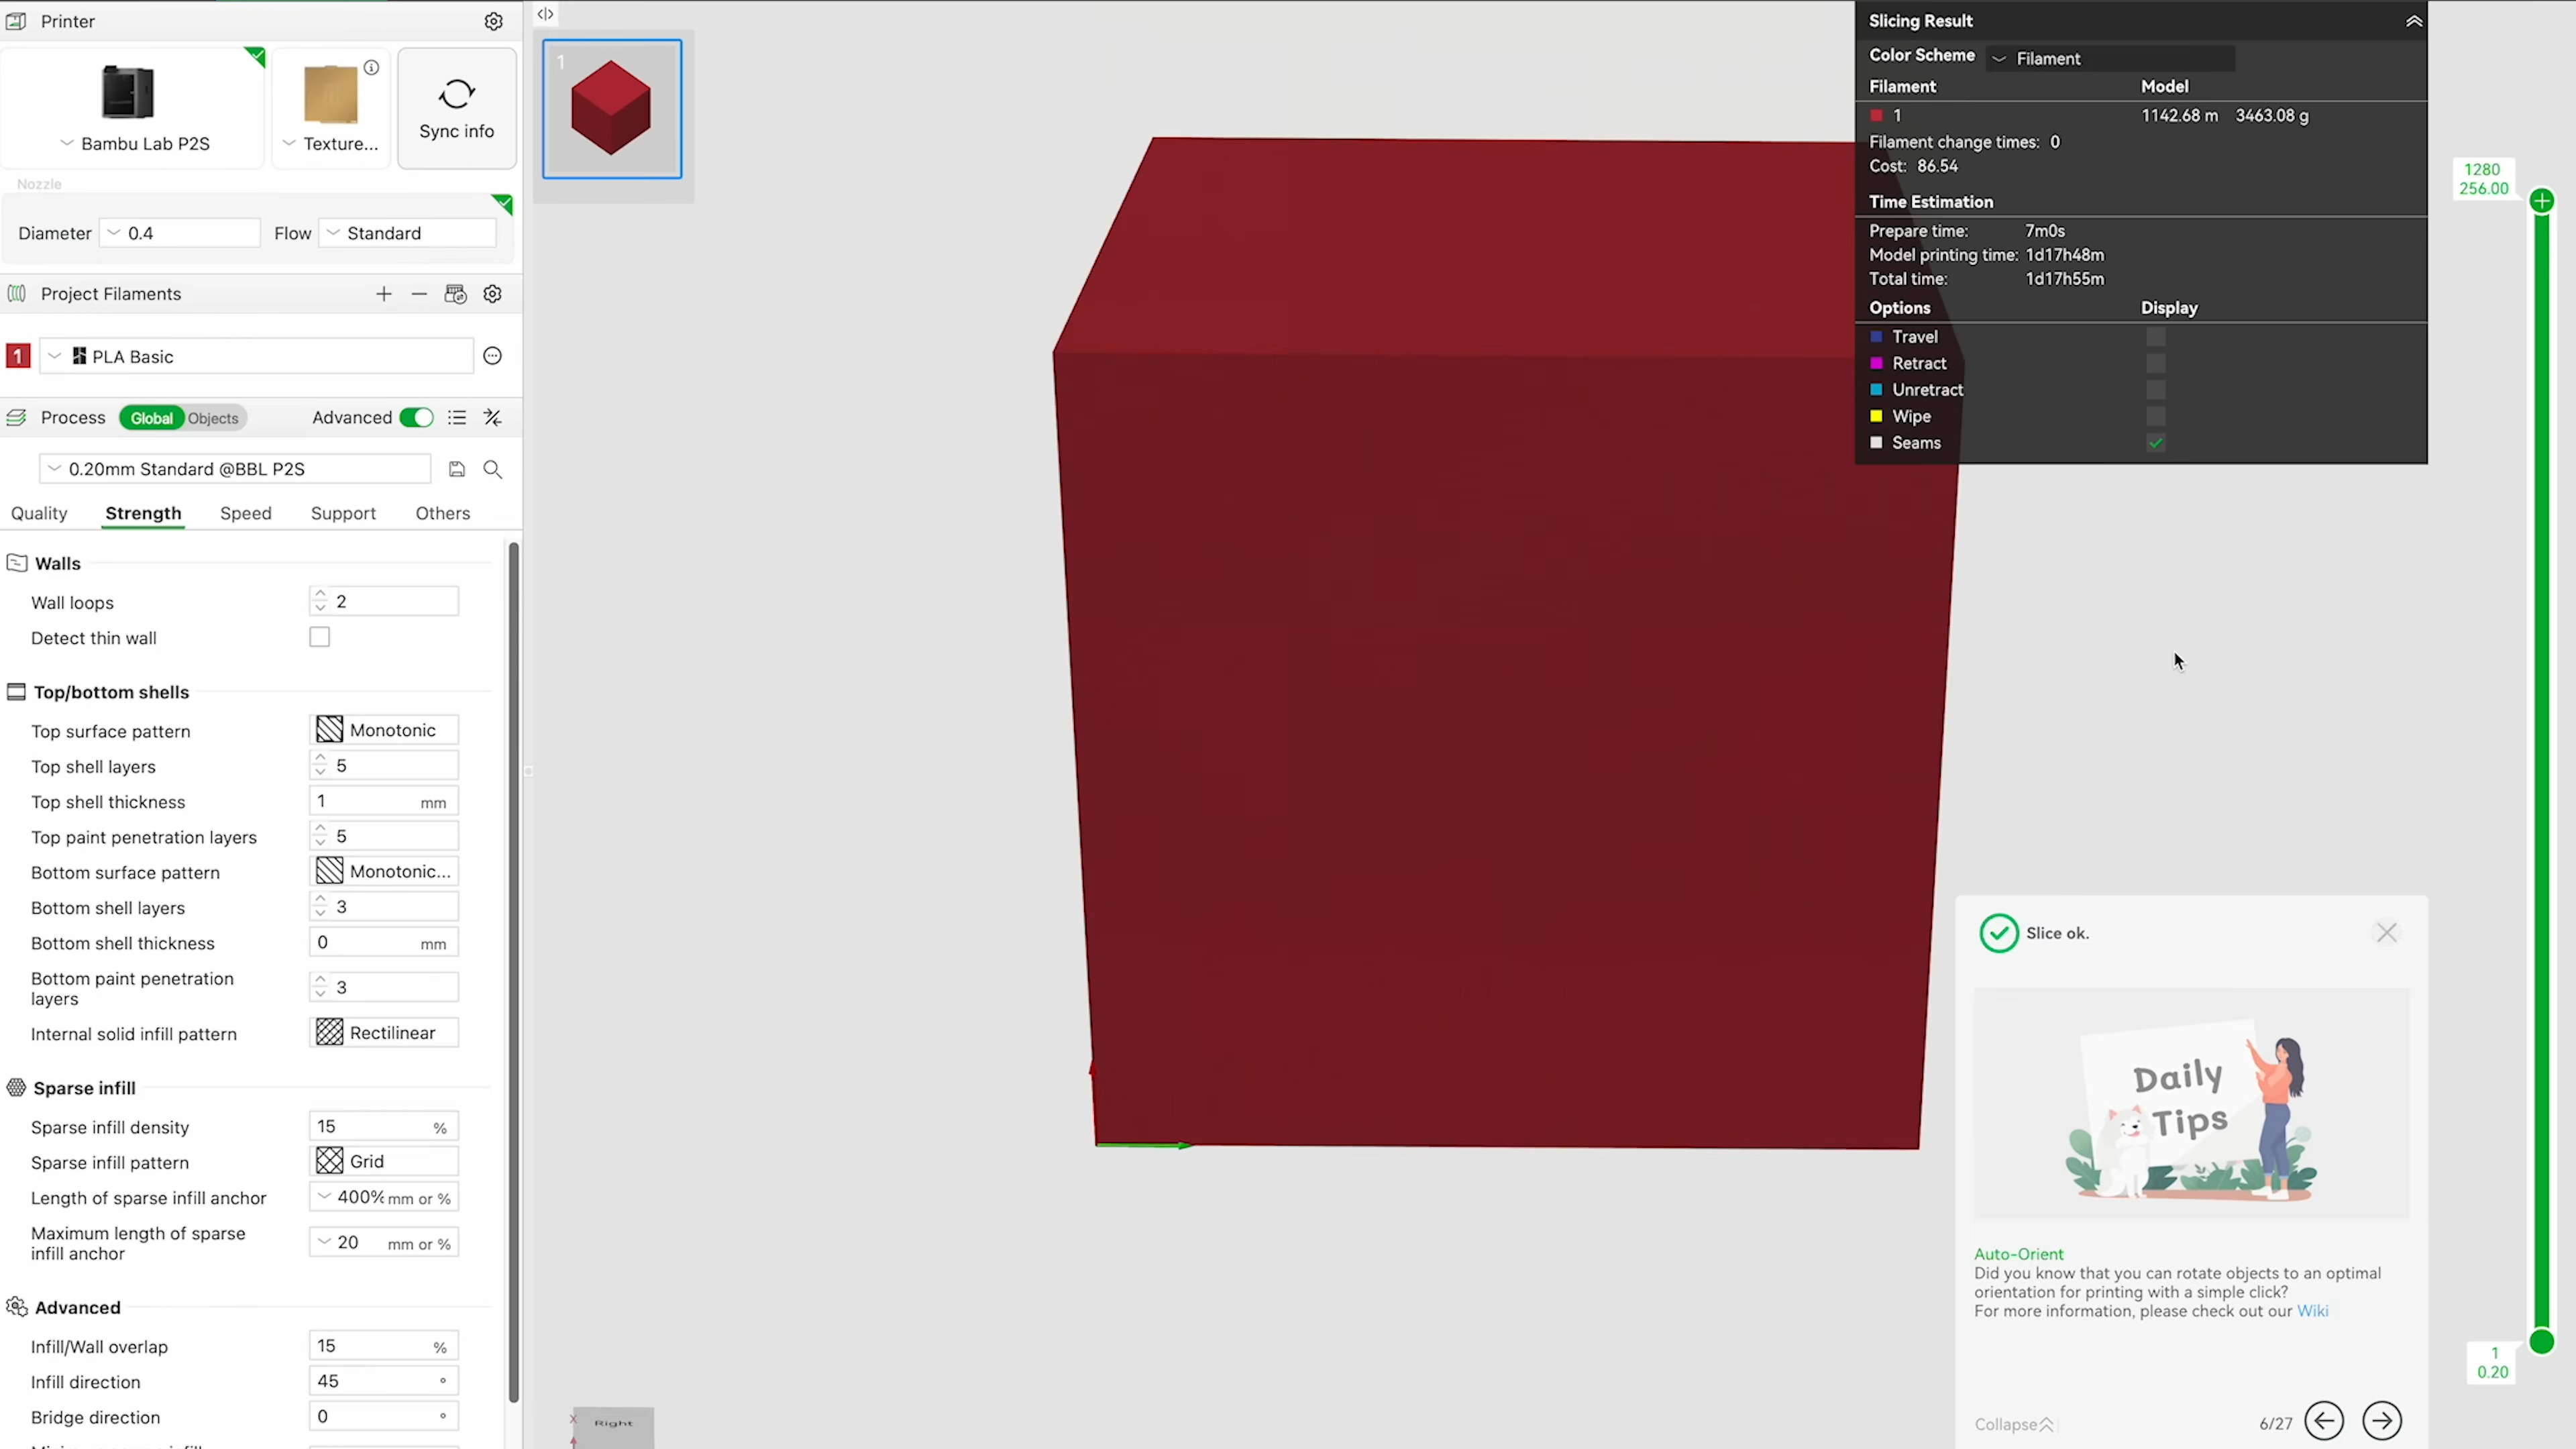 Printer
Bambu Lab P2S
Texture...
Sync info
Nozzle
Diameter 0.4 Flow Standard
Project Filaments
1 PLA Basic
Process Global Objects Advanced
0.20mm Standard @BBL P2S
Quality Strength Speed Support Others
Walls
Wall loops 2
Detect thin wall
Top/bottom shells
Top surface pattern Monotonic
Top shell layers 5
Top shell thickness 1 mm
Top paint penetration layers 5
Bottom surface pattern Monotonic...
Bottom shell layers 3
Bottom shell thickness 0 mm
Bottom paint penetration
layers 3
Internal solid infill pattern Rectilinear
Sparse infill
Sparse infill density 15 %
Sparse infill pattern Grid
Length of sparse infill anchor 400% mm or %
Maximum length of sparse
infill anchor 20 mm or %
Advanced
Infill/Wall overlap 15 %
Infill direction 45 °
Bridge direction 0 °
1
Right
X
Slicing Result
Color Scheme Filament
Filament Model
1 1142.68 m 3463.08 g
Filament change times: 0
Cost: 86.54
Time Estimation
Prepare time: 7m0s
Model printing time: 1d17h48m
Total time: 1d17h55m
Options Display
Travel
Retract
Unretract
Wipe
Seams
1280
256.00
Slice ok.
Daily
Tips
Auto-Orient
Did you know that you can rotate objects to an optimal
orientation for printing with a simple click?
For more information, please check out our Wiki
Collapse 6/27
1
0.20